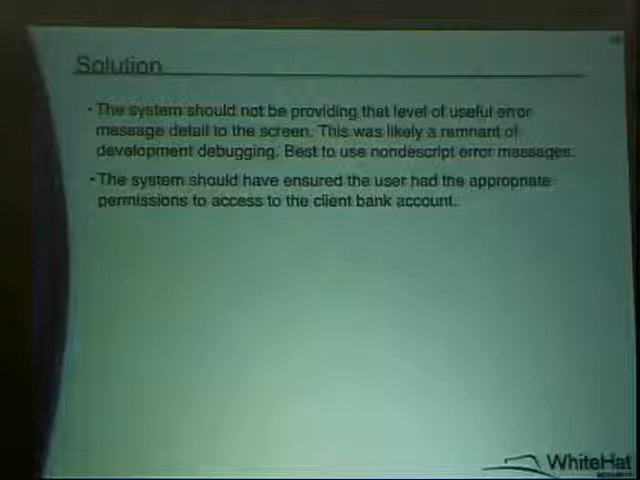 Solution
• The system should not be providing that level of useful error
message detail to the screen. This was likely a remnant of
development debugging. Best to use nondescript error messages.
• The system should have ensured the user had the appropriate
permissions to access to the client bank account.
WhiteHat